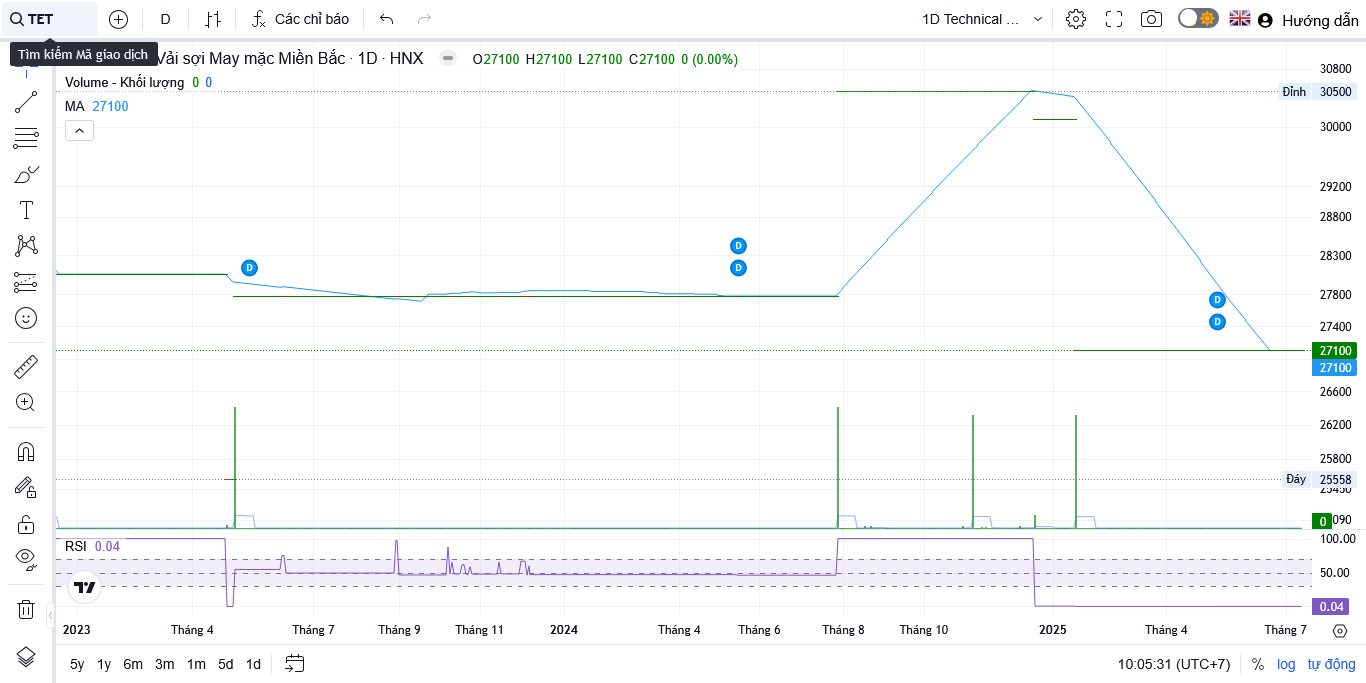 TET
D
Các chỉ báo
1D Technical ...
Hướng dẫn
Tìm kiếm Mã giao dịch
Vải sợi May mặc Miền Bắc · 1D · HNX
O27100 H27100 L27100 C27100 0 (0.00%)
Volume - Khối lượng 0 0
MA 27100
30800
Đỉnh 30500
30000
29200
28800
28300
27800
27400
27100
27100
26600
26200
25800
Đáy 25558
25450
0
090
D
D
D
D
D
RSI 0.04
100.00
50.00
0.04
2023 Tháng 4 Tháng 7 Tháng 9 Tháng 11 2024 Tháng 4 Tháng 6 Tháng 8 Tháng 10 2025 Tháng 4 Tháng 7
5y 1y 6m 3m 1m 5d 1d
10:05:31 (UTC+7) % log tự động